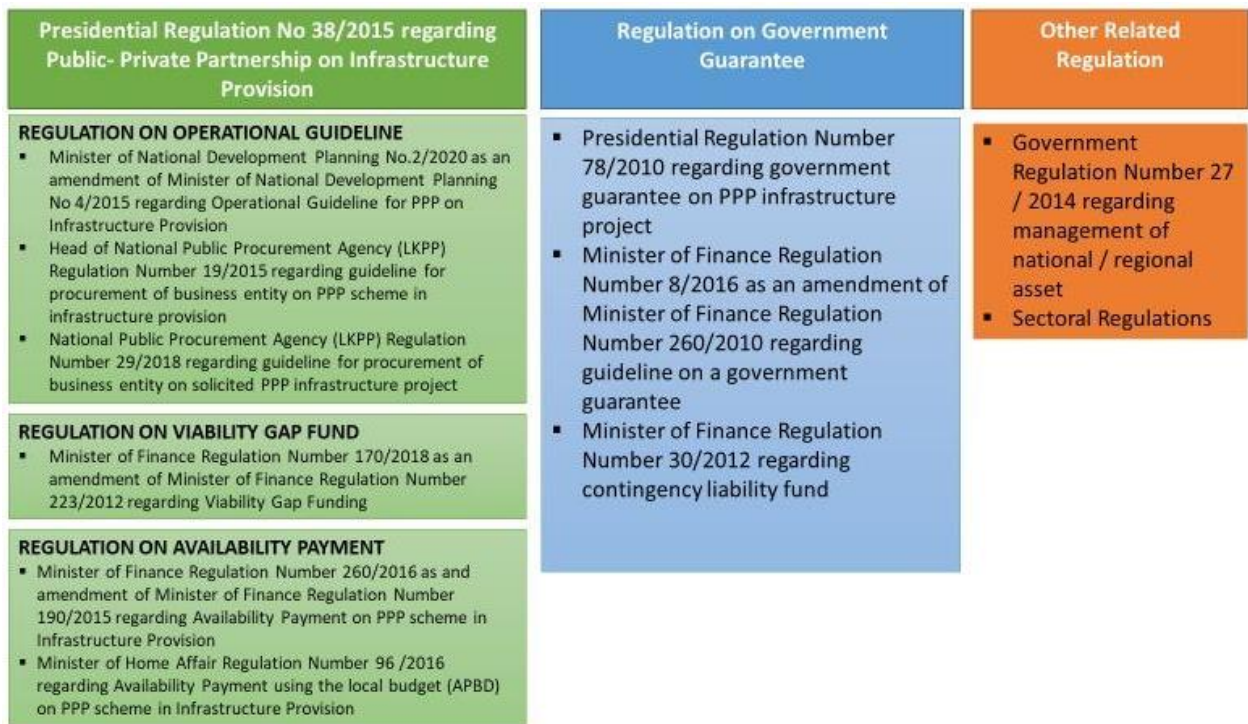 Presidential Regulation No 38/2015 regarding
Public- Private Partnership on Infrastructure
Provision
REGULATION ON OPERATIONAL GUIDELINE
▪ Minister of National Development Planning No.2/2020 as an
amendment of Minister of National Development Planning
No 4/2015 regarding Operational Guideline for PPP on
Infrastructure Provision
▪ Head of National Public Procurement Agency (LKPP)
Regulation Number 19/2015 regarding guideline for
procurement of business entity on PPP scheme in
infrastructure provision
▪ National Public Procurement Agency (LKPP) Regulation
Number 29/2018 regarding guideline for procurement of
business entity on solicited PPP infrastructure project
REGULATION ON VIABILITY GAP FUND
▪ Minister of Finance Regulation Number 170/2018 as an
amendment of Minister of Finance Regulation Number
223/2012 regarding Viability Gap Funding
REGULATION ON AVAILABILITY PAYMENT
▪ Minister of Finance Regulation Number 260/2016 as and
amendment of Minister of Finance Regulation Number
190/2015 regarding Availability Payment on PPP scheme in
Infrastructure Provision
▪ Minister of Home Affair Regulation Number 96 /2016
regarding Availability Payment using the local budget (APBD)
on PPP scheme in Infrastructure Provision
Regulation on Government
Guarantee
▪ Presidential Regulation Number
78/2010 regarding government
guarantee on PPP infrastructure
project
▪ Minister of Finance Regulation
Number 8/2016 as an amendment of
Minister of Finance Regulation
Number 260/2010 regarding
guideline on a government
guarantee
▪ Minister of Finance Regulation
Number 30/2012 regarding
contingency liability fund
Other Related
Regulation
▪ Government
Regulation Number 27
/ 2014 regarding
management of
national / regional
asset
▪ Sectoral Regulations